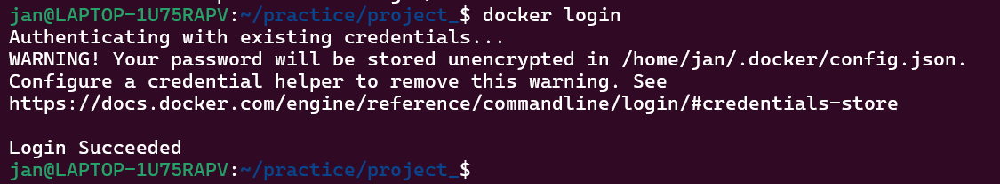 jan@LAPTOP-1U75RAPV:~/practice/project_$ docker login
Authenticating with existing credentials...
WARNING! Your password will be stored unencrypted in /home/jan/.docker/config.json.
Configure a credential helper to remove this warning. See
https://docs.docker.com/engine/reference/commandline/login/#credentials-store
Login Succeeded
jan@LAPTOP-1U75RAPV:~/practice/project_$